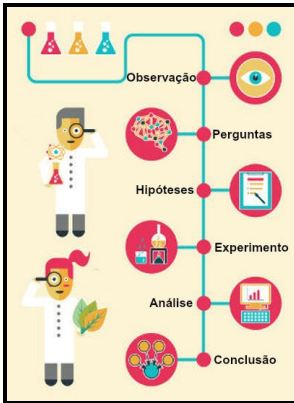 Observação
Perguntas
Hipóteses
Experimento
Análise
Conclusão